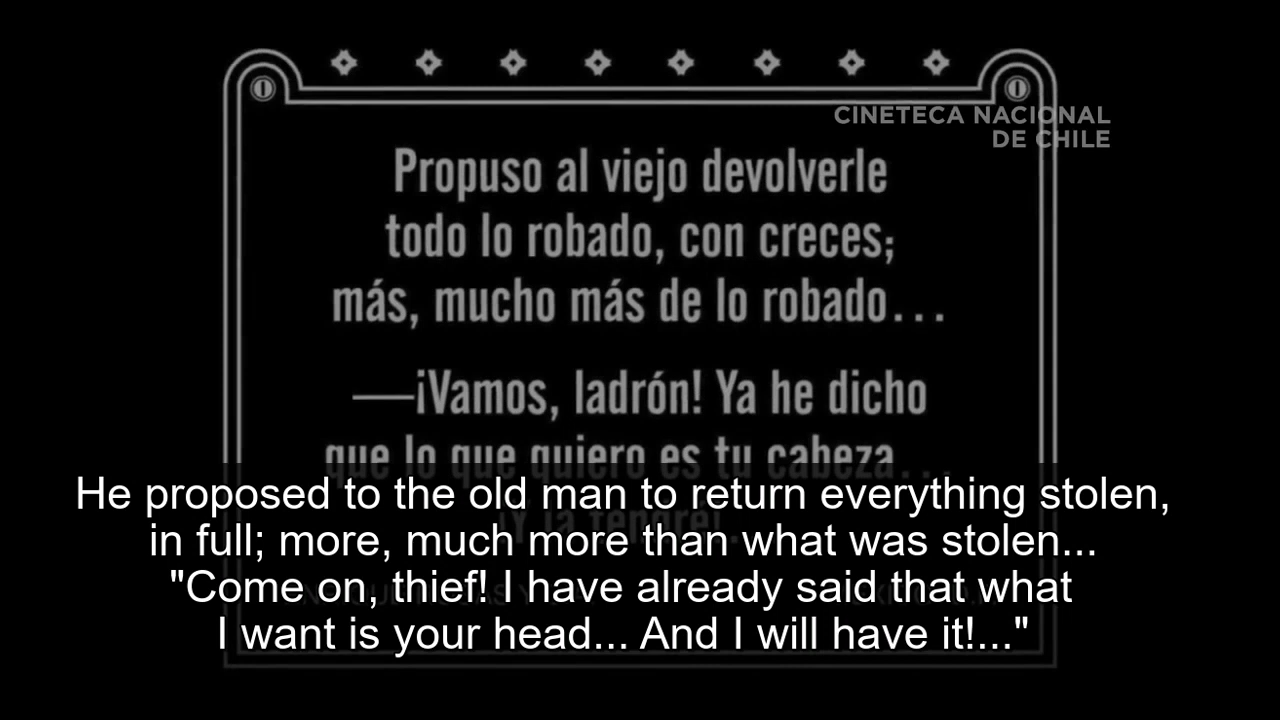 CINETECA NACIONAL
DE CHILE
Propuso al viejo devolverle
todo lo robado, con creces;
más, mucho más de lo robado...
—¡Vamos, ladrón! Ya he dicho
que lo que quiero es tu cabeza...
¡Y la tendré!...
He proposed to the old man to return everything stolen,
in full; more, much more than what was stolen...
"Come on, thief! I have already said that what
I want is your head... And I will have it!..."